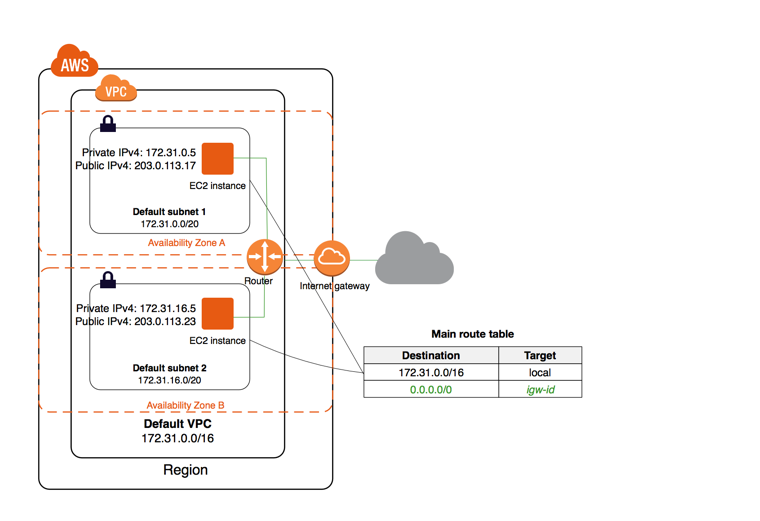 AWS
VPC
Private IPv4: 172.31.0.5
Public IPv4: 203.0.113.17
EC2 instance
Default subnet 1
172.31.0.0/20
Availability Zone A
Router
Internet gateway
Private IPv4: 172.31.16.5
Public IPv4: 203.0.113.23
EC2 instance
Default subnet 2
172.31.16.0/20
Availability Zone B
Default VPC
172.31.0.0/16
Region
Main route table
Destination Target
172.31.0.0/16 local
0.0.0.0/0 igw-id